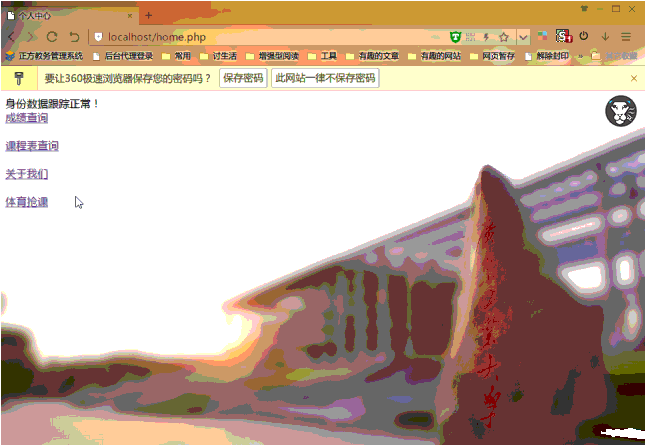 个人中心
localhost/home.php
正方教务管理系统 后台代理登录 常用 讨生活 增强型阅读 工具 有趣的文章 有趣的网站 网页暂存 解除封印 »
要让360极速浏览器保存您的密码吗？ 保存密码 此网站一律不保存密码
身份数据跟踪正常！
成绩查询
课程表查询
关于我们
体育抢课